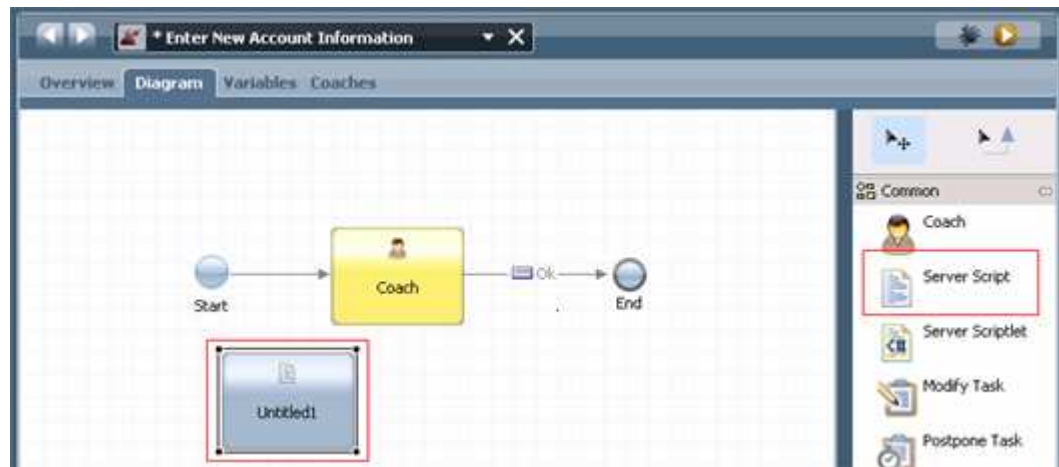 * Enter New Account Information
Overview Diagram Variables Coaches
Common
Coach
Server Script
Server Scriptlet
Modify Task
Postpone Task
Start
Coach
Ok
End
Untitled1